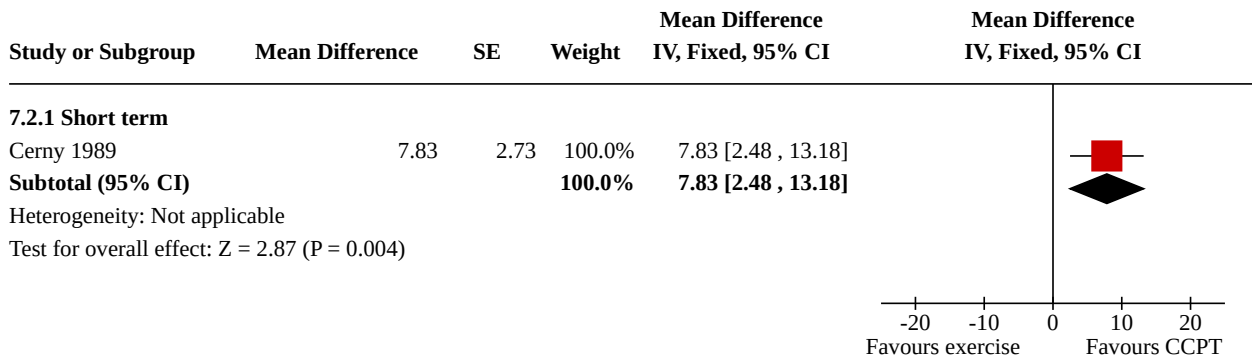 Mean Difference Mean Difference
Study or Subgroup Mean Difference SE Weight IV, Fixed, 95% CI IV, Fixed, 95% CI
7.2.1 Short term
Cerny 1989 7.83 2.73 100.0% 7.83 [2.48 , 13.18]
Subtotal (95% CI) 100.0% 7.83 [2.48 , 13.18]
Heterogeneity: Not applicable
Test for overall effect: Z = 2.87 (P = 0.004)
-20 -10 0 10 20
Favours exercise Favours CCPT